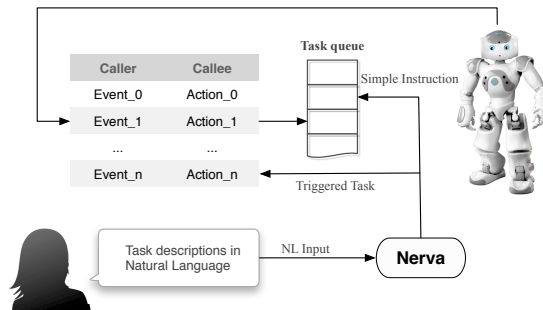 Task queue
Caller Callee
Event_0 Action_0
Event_1 Action_1
... ...
Event_n Action_n
Simple Instruction
Triggered Task
Task descriptions in
Natural Language
NL Input
Nerva